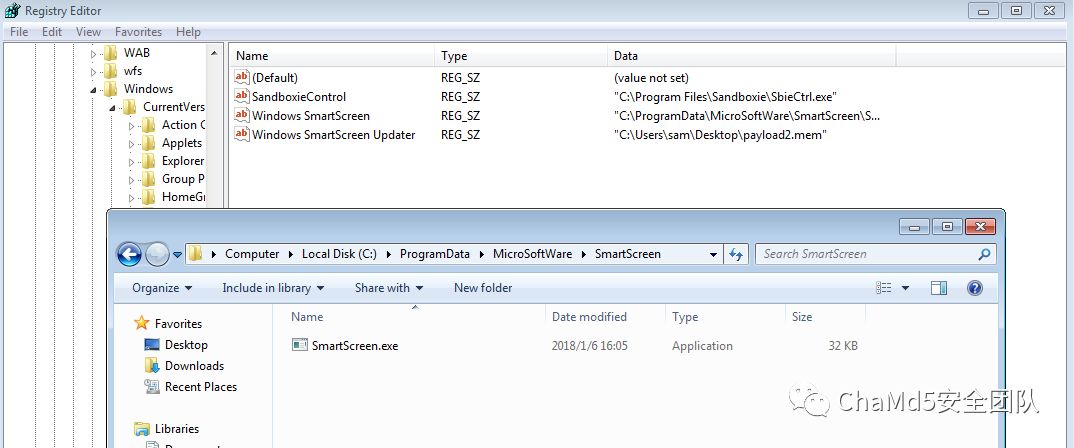 Registry Editor
File Edit View Favorites Help
WAB
wfs
Windows
CurrentVers
Action C
Applets
Explorer
Group P
HomeGr
Name Type Data
(Default) REG_SZ (value not set)
SandboxieControl REG_SZ "C:\Program Files\Sandboxie\SbieCtrl.exe"
Windows SmartScreen REG_SZ "C:\ProgramData\MicroSoftWare\SmartScreen\S...
Windows SmartScreen Updater REG_SZ "C:\Users\sam\Desktop\payload2.mem"
Computer Local Disk (C:) ProgramData MicroSoftWare SmartScreen Search SmartScreen
Organize Include in library Share with New folder
Favorites
Desktop
Downloads
Recent Places
Libraries
Name Date modified Type Size
SmartScreen.exe 2018/1/6 16:05 Application 32 KB
ChaMd5安全团队